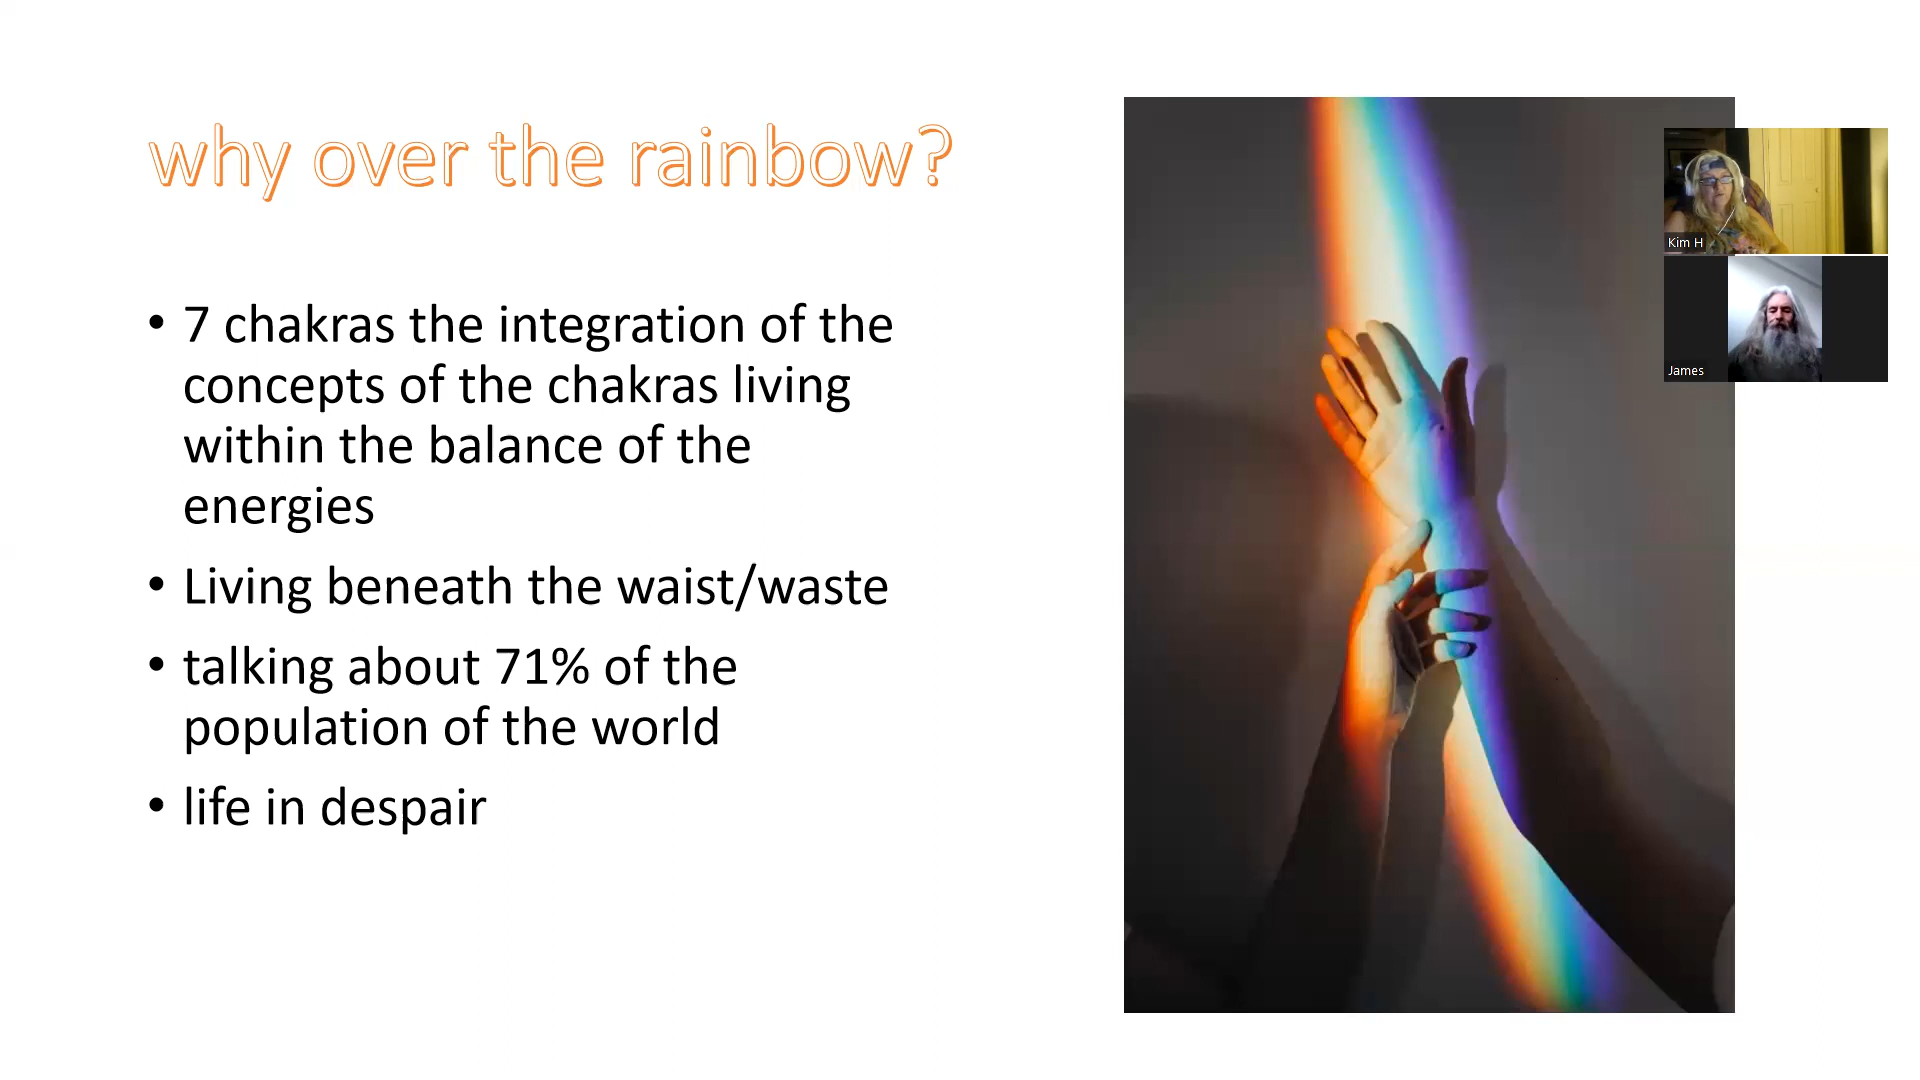 why over the rainbow?
• 7 chakras the integration of the
concepts of the chakras living
within the balance of the
energies
• Living beneath the waist/waste
• talking about 71% of the
population of the world
• life in despair
Kim H
James